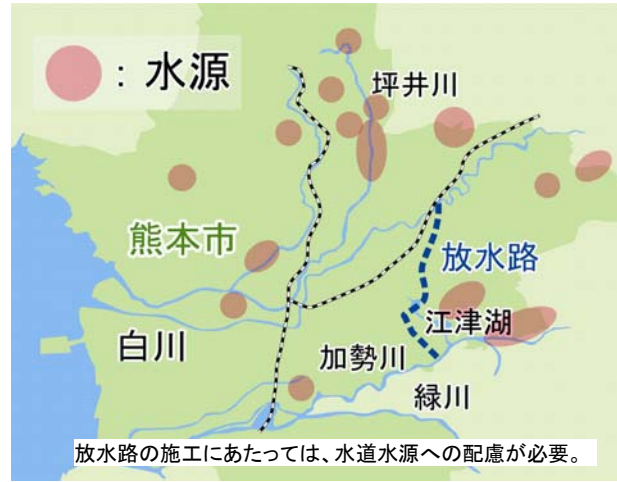 ：水源
坪井川
熊本市
放水路
白川
江津湖
加勢川
緑川
放水路の施工にあたっては、水道水源への配慮が必要。